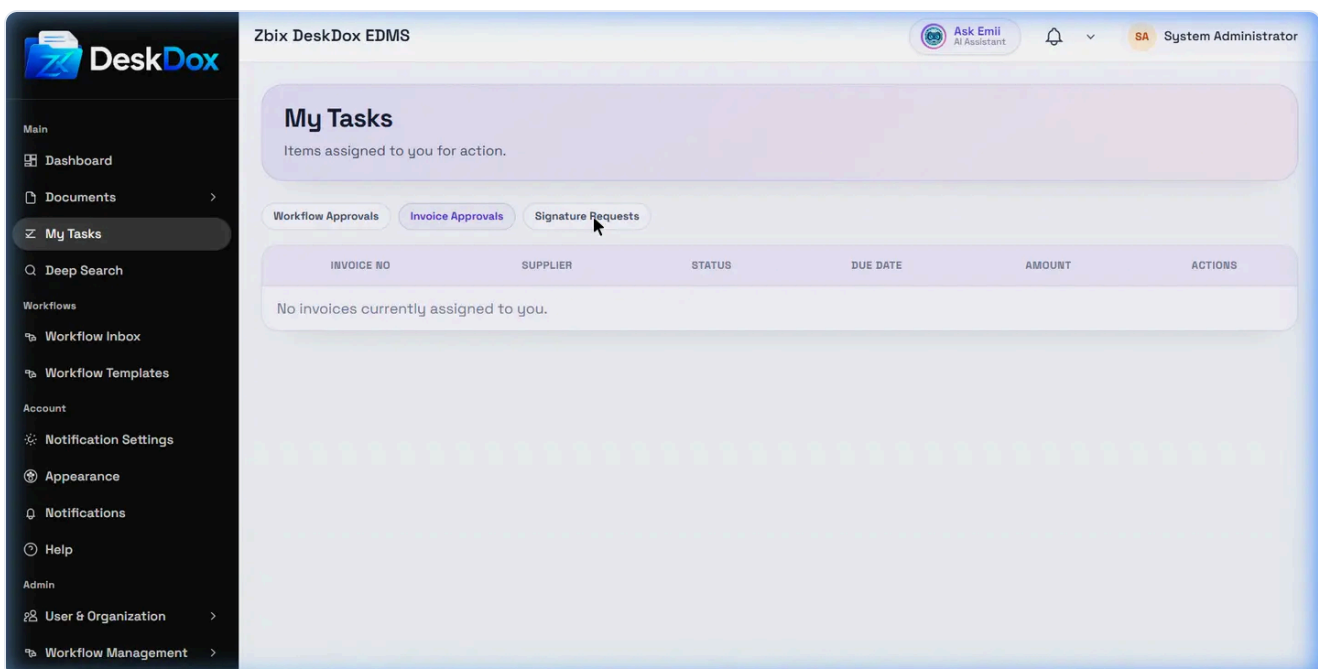 DeskDox
Zbix DeskDox EDMS
Ask Emii
AI Assistant
SA
System Administrator
Main
Dashboard
Documents
My Tasks
Deep Search
Workflows
Workflow Inbox
Workflow Templates
Account
Notification Settings
Appearance
Notifications
Help
Admin
User & Organization
Workflow Management
My Tasks
Items assigned to you for action.
Workflow Approvals
Invoice Approvals
Signature Requests
INVOICE NO SUPPLIER STATUS DUE DATE AMOUNT ACTIONS
No invoices currently assigned to you.